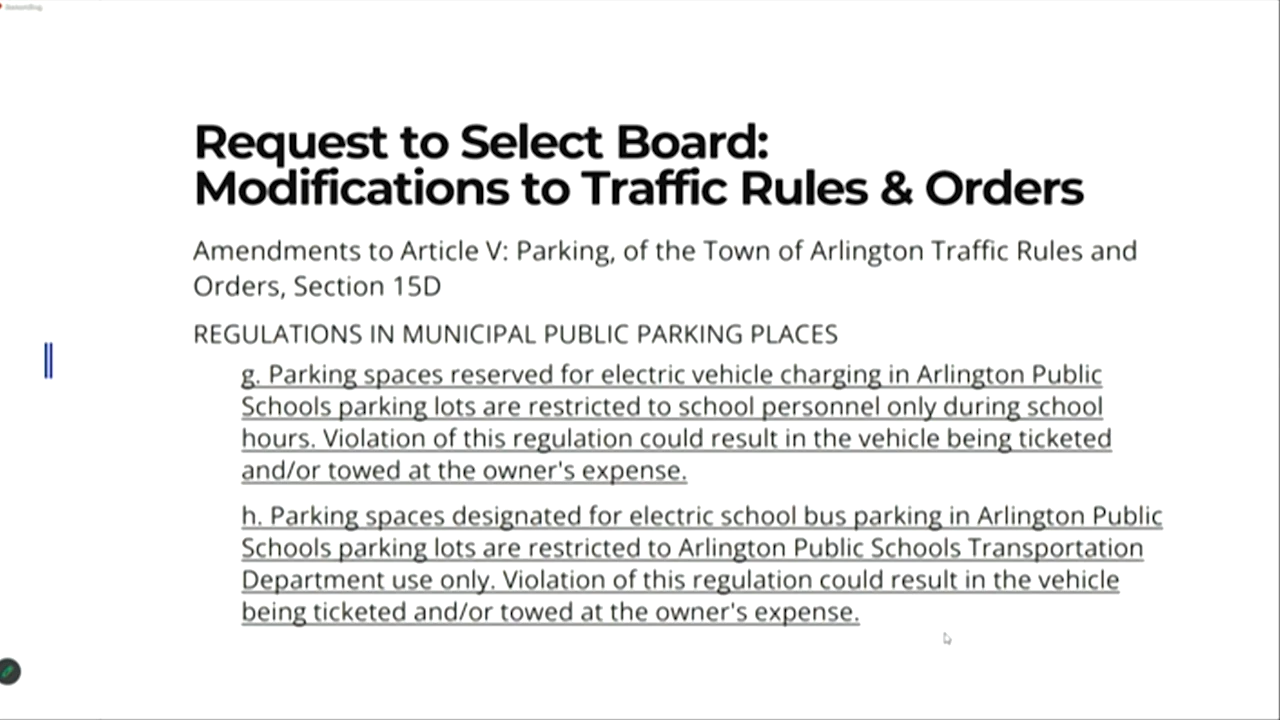 Request to Select Board:
Modifications to Traffic Rules & Orders
Amendments to Article V: Parking, of the Town of Arlington Traffic Rules and
Orders, Section 15D
REGULATIONS IN MUNICIPAL PUBLIC PARKING PLACES
g. Parking spaces reserved for electric vehicle charging in Arlington Public
Schools parking lots are restricted to school personnel only during school
hours. Violation of this regulation could result in the vehicle being ticketed
and/or towed at the owner's expense.
h. Parking spaces designated for electric school bus parking in Arlington Public
Schools parking lots are restricted to Arlington Public Schools Transportation
Department use only. Violation of this regulation could result in the vehicle
being ticketed and/or towed at the owner's expense.